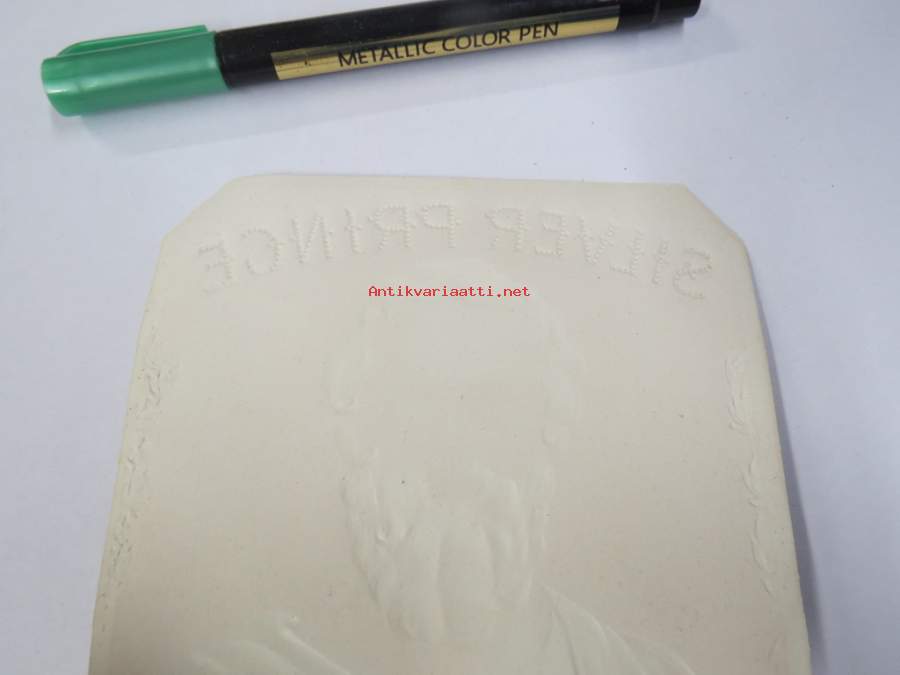 METALLIC COLOR PEN
SILVER PRINCE
Antikvariaatti.net